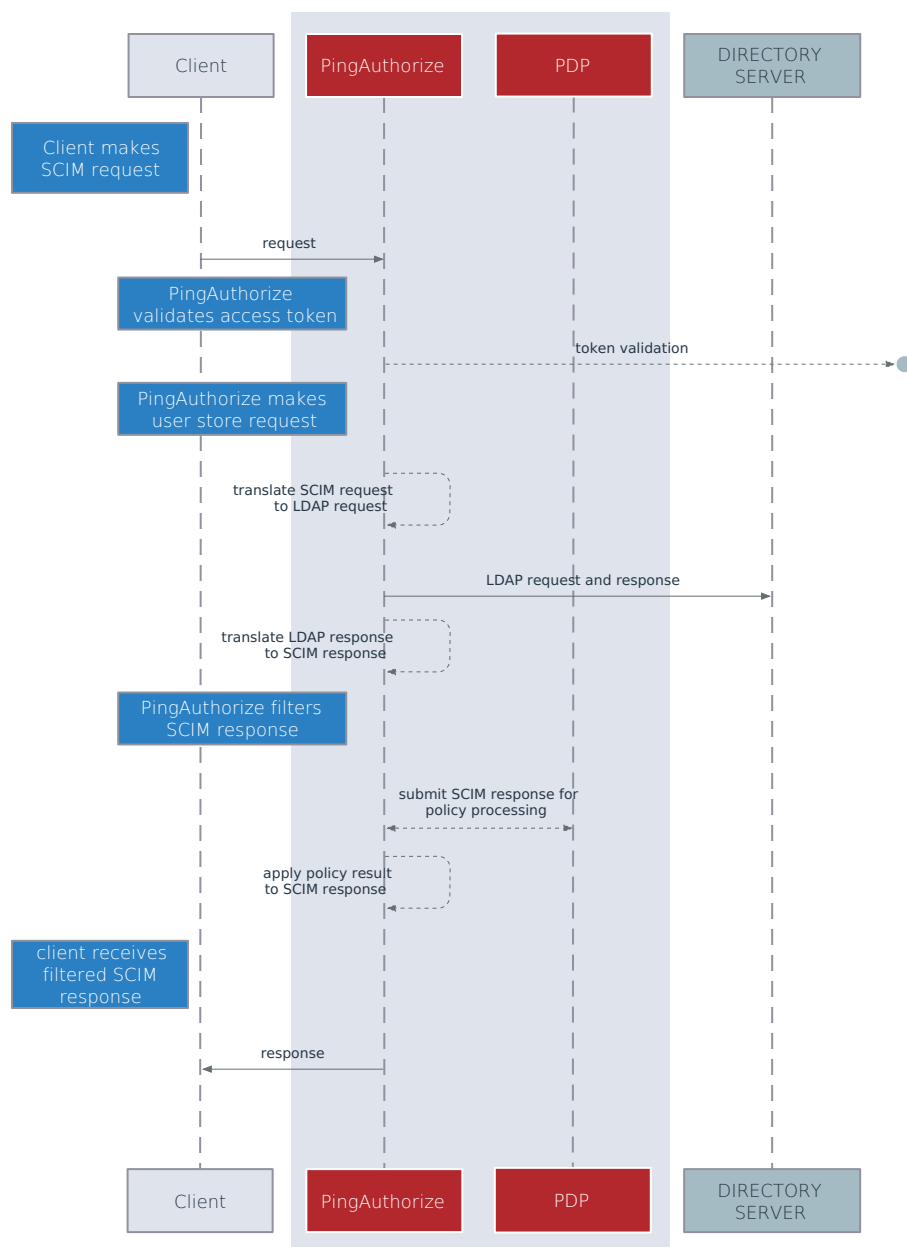 Client
PingAuthorize
PDP
DIRECTORY
SERVER
Client makes
SCIM request
request
PingAuthorize
validates access token
token validation
PingAuthorize makes
user store request
translate SCIM request
to LDAP request
LDAP request and response
translate LDAP response
to SCIM response
PingAuthorize filters
SCIM response
submit SCIM response for
policy processing
apply policy result
to SCIM response
client receives
filtered SCIM
response
response
Client
PingAuthorize
PDP
DIRECTORY
SERVER